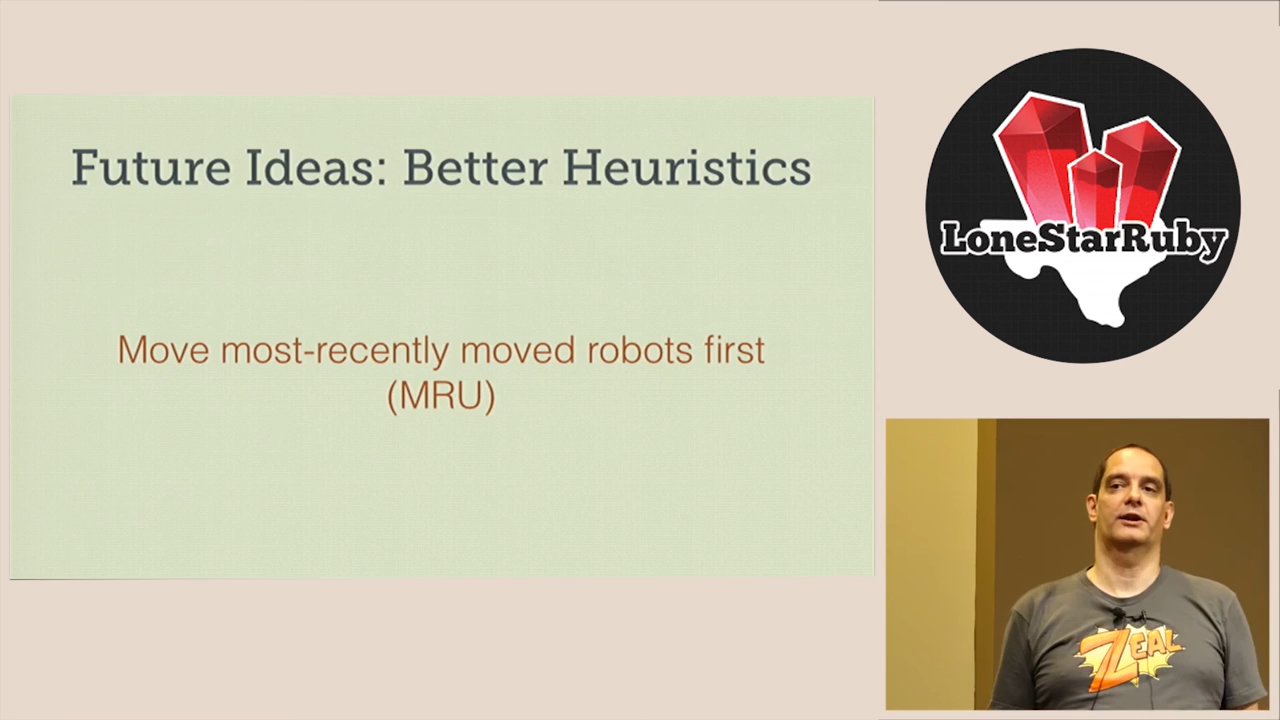 Future Ideas: Better Heuristics
Move most-recently moved robots first
(MRU)
LoneStarRuby
ZEAL